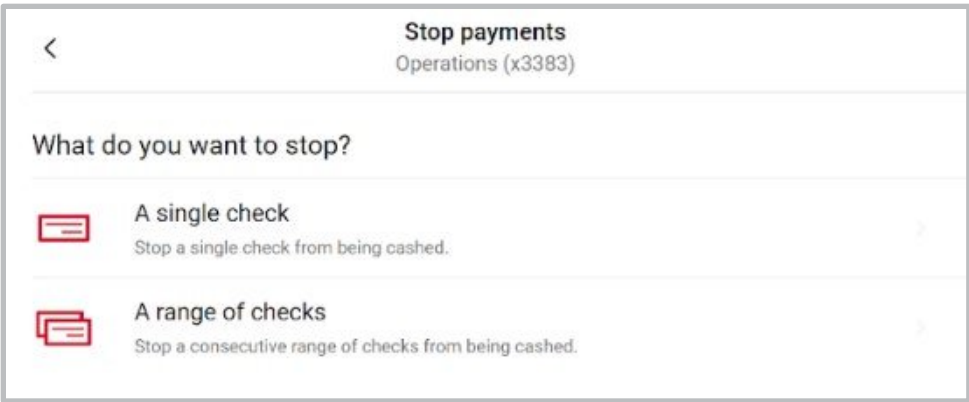 Stop payments
Operations (x3383)
What do you want to stop?
A single check
Stop a single check from being cashed.
A range of checks
Stop a consecutive range of checks from being cashed.